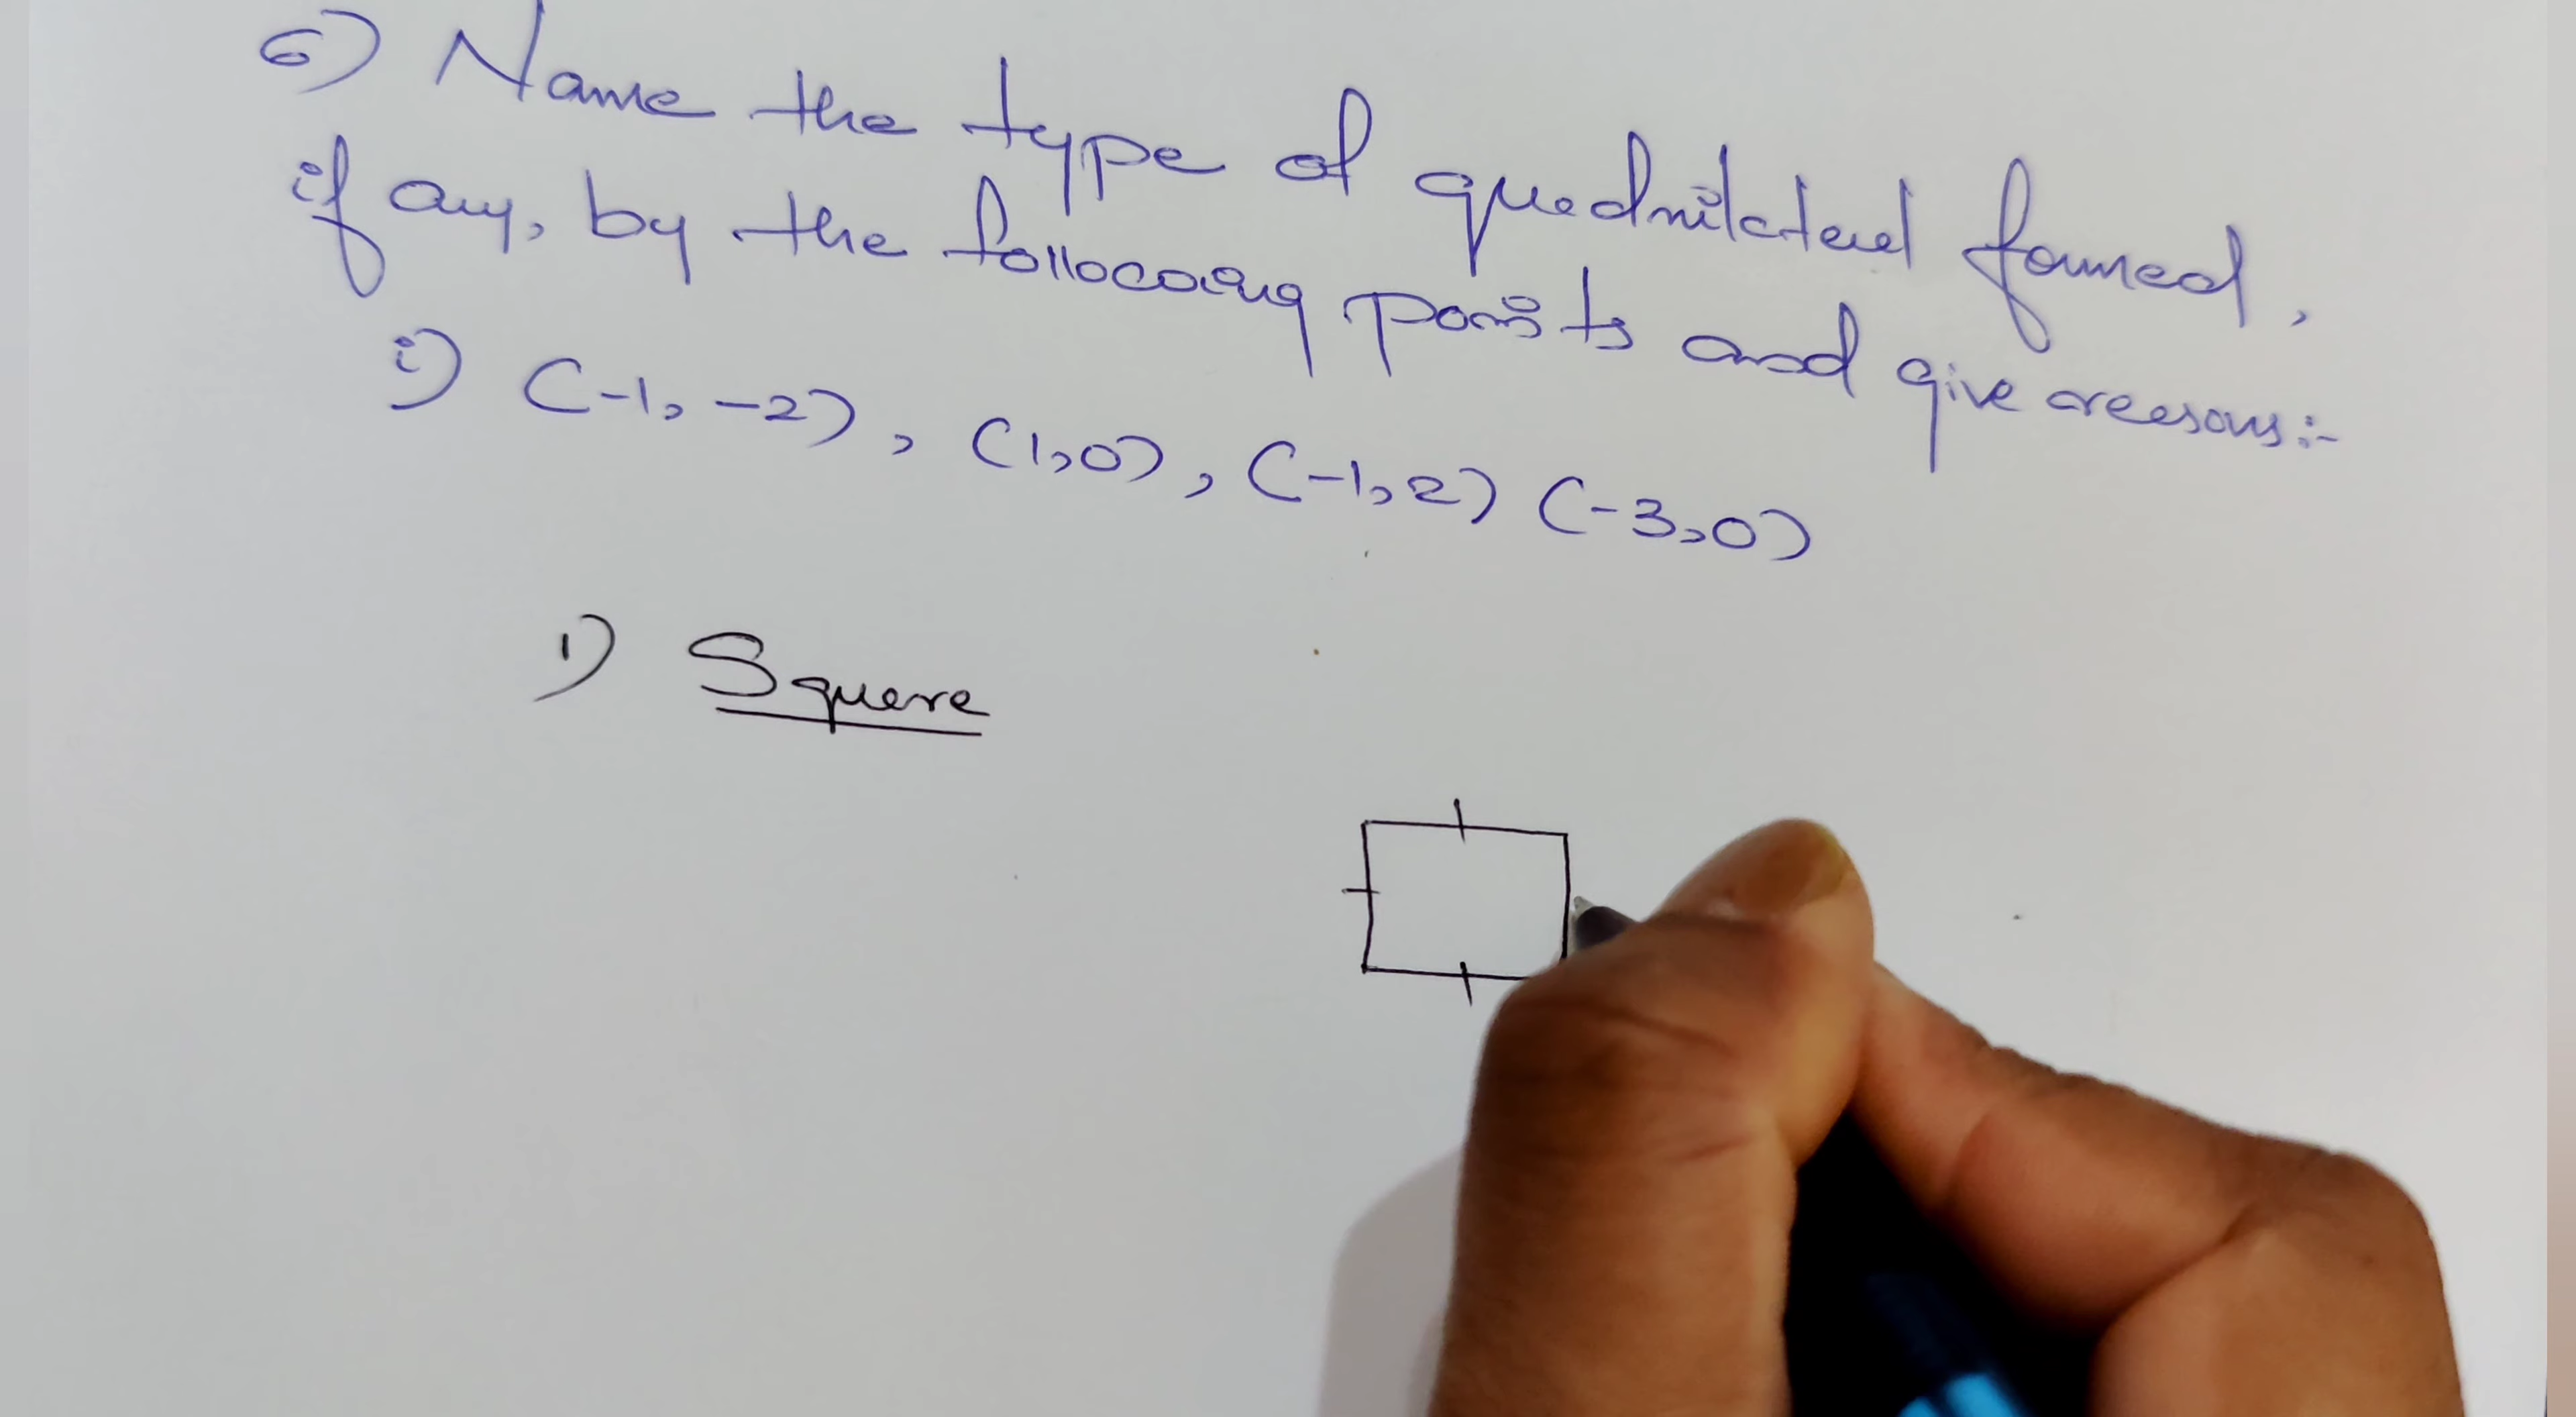 6) Name the type of quadrilateral formed,
if any, by the following points and give reasons:-
i) (-1, -2), (1,0), (-1,2) (-3,0)
1) Square